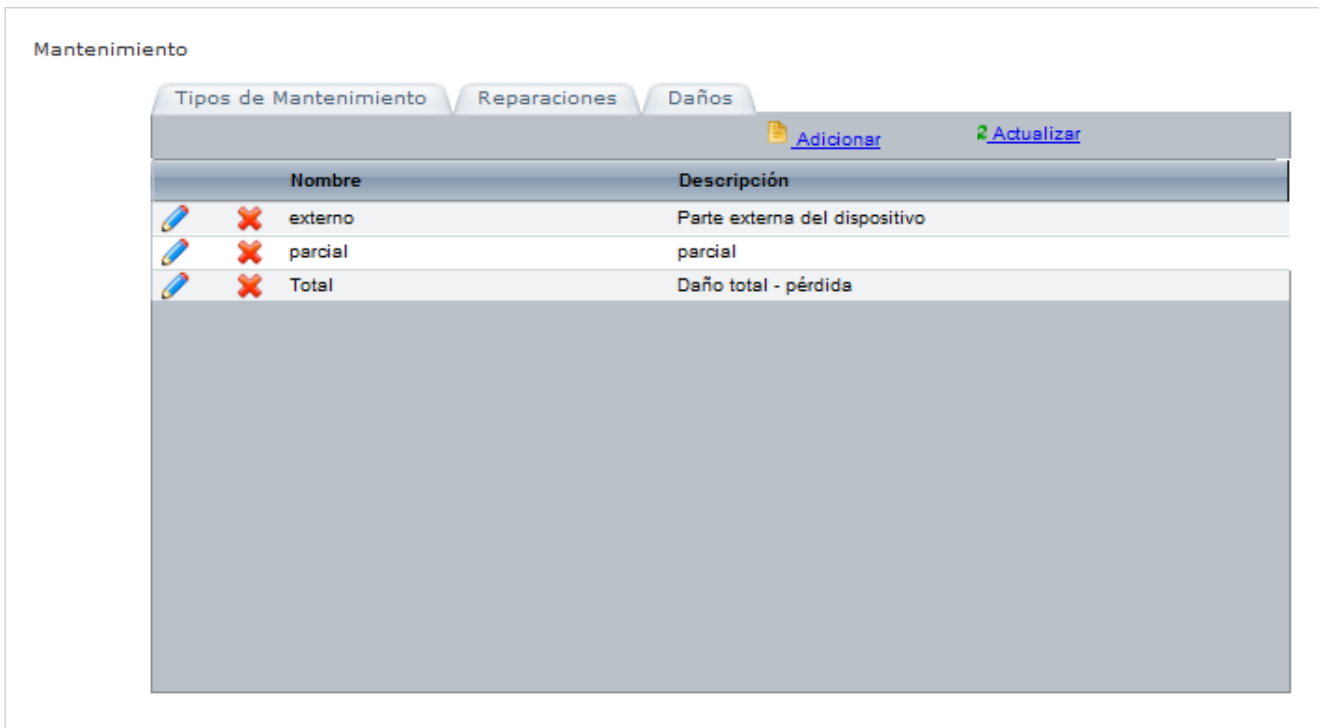 Mantenimiento
Tipos de Mantenimiento Reparaciones Daños
Adicionar Actualizar
Nombre Descripción
externo Parte externa del dispositivo
parcial parcial
Total Daño total - pérdida